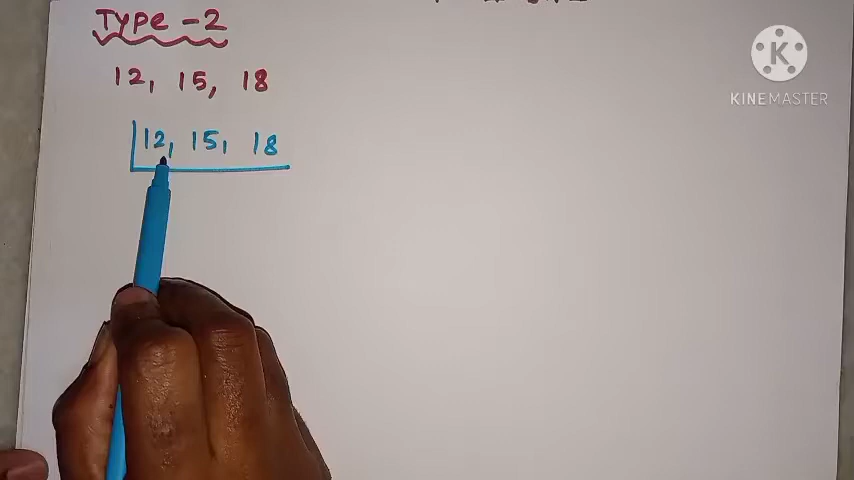 Type - 2
12, 15, 18
12, 15, 18
KINEMASTER